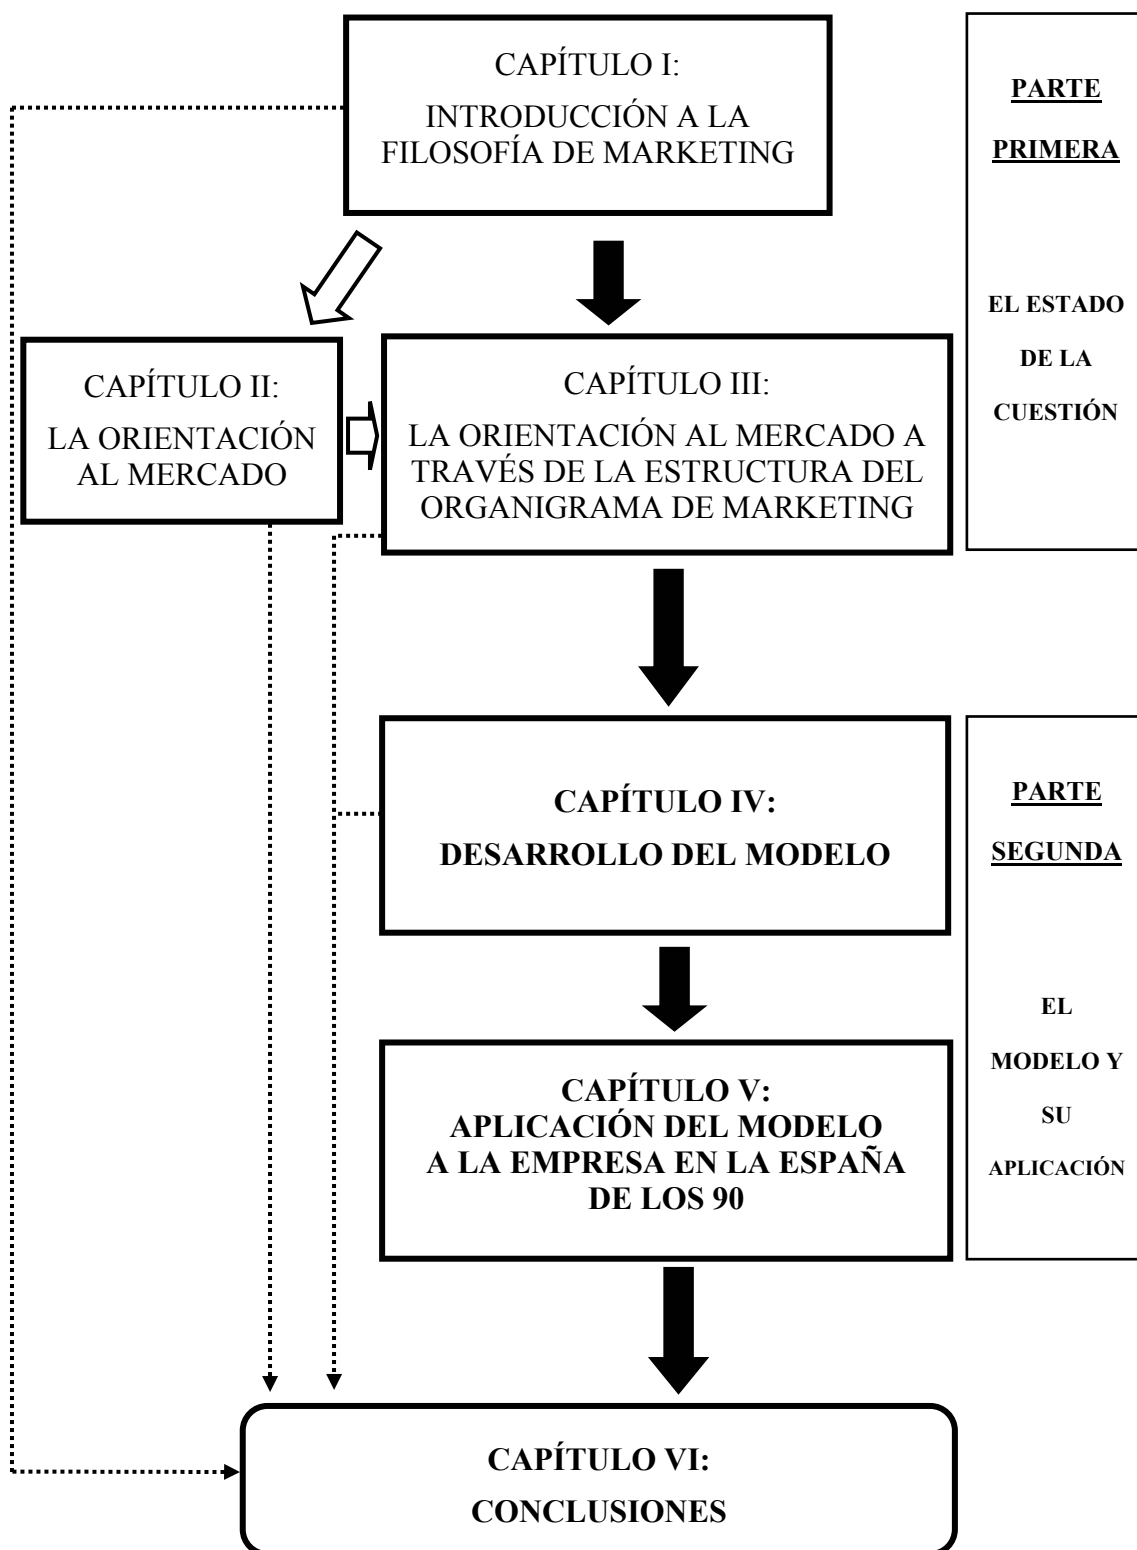 CAPÍTULO I:
INTRODUCCIÓN A LA
FILOSOFÍA DE MARKETING
PARTE
PRIMERA
EL ESTADO
DE LA
CUESTIÓN
CAPÍTULO II:
LA ORIENTACIÓN
AL MERCADO
CAPÍTULO III:
LA ORIENTACIÓN AL MERCADO A
TRAVÉS DE LA ESTRUCTURA DEL
ORGANIGRAMA DE MARKETING
CAPÍTULO IV:
DESARROLLO DEL MODELO
PARTE
SEGUNDA
EL
MODELO Y
SU
APLICACIÓN
CAPÍTULO V:
APLICACIÓN DEL MODELO
A LA EMPRESA EN LA ESPAÑA
DE LOS 90
CAPÍTULO VI:
CONCLUSIONES